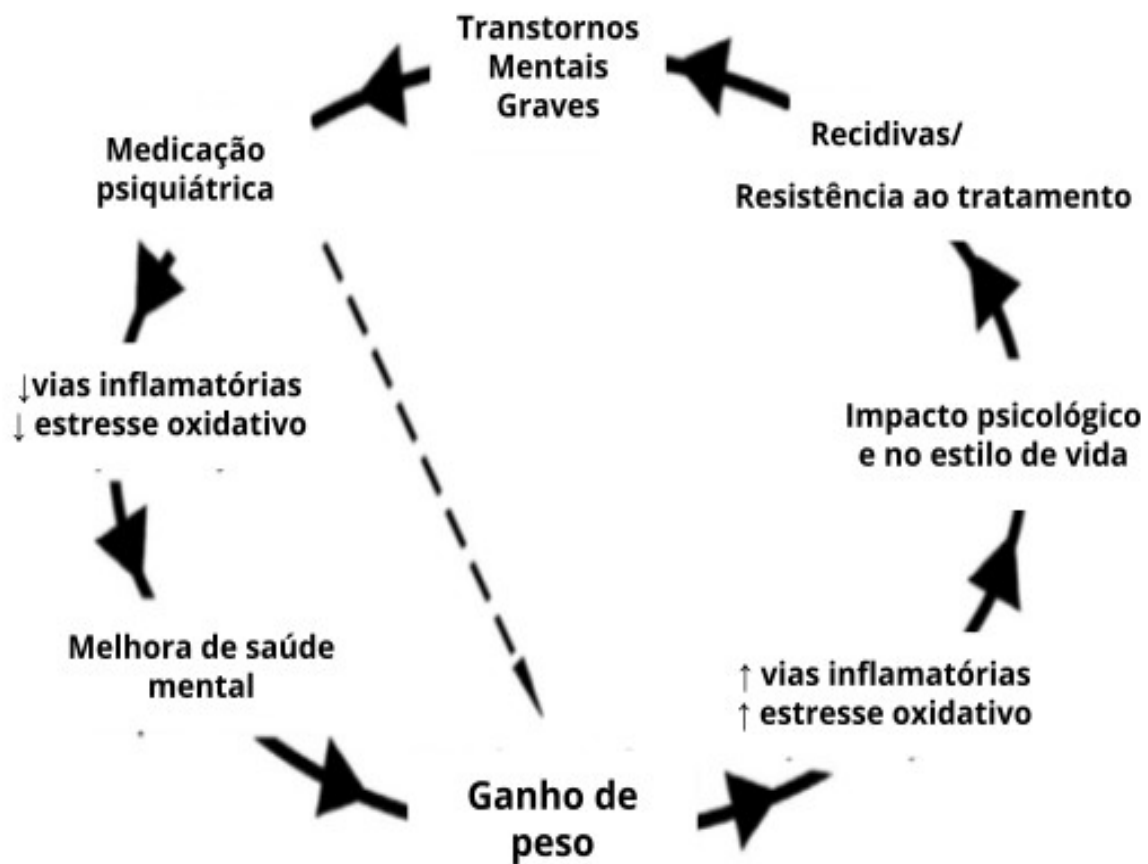 Transtornos
Mentais
Graves
Medicação
psiquiátrica
↓vias inflamatórias
↓ estresse oxidativo
Melhora de saúde
mental
Ganho de
peso
↑ vias inflamatórias
↑ estresse oxidativo
Impacto psicológico
e no estilo de vida
Recidivas/
Resistência ao tratamento